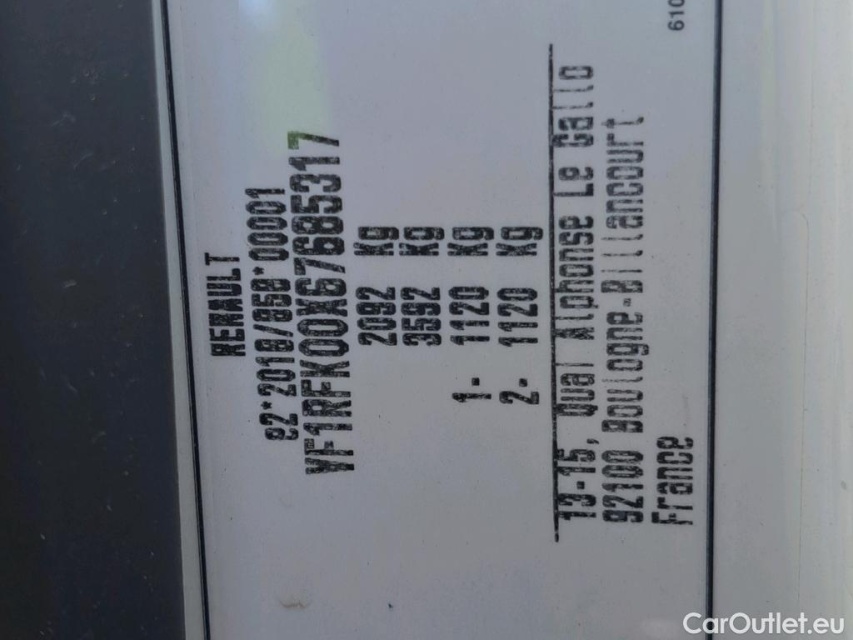 RENAULT
e2*2018/858*00001
VF1RFK00X67685317
2092 kg
3592 kg
1- 1120 kg
2- 1120 kg
13-15, Quai Alphonse Le Gallo
92100 Boulogne-Billancourt
France
610
CarOutlet.eu